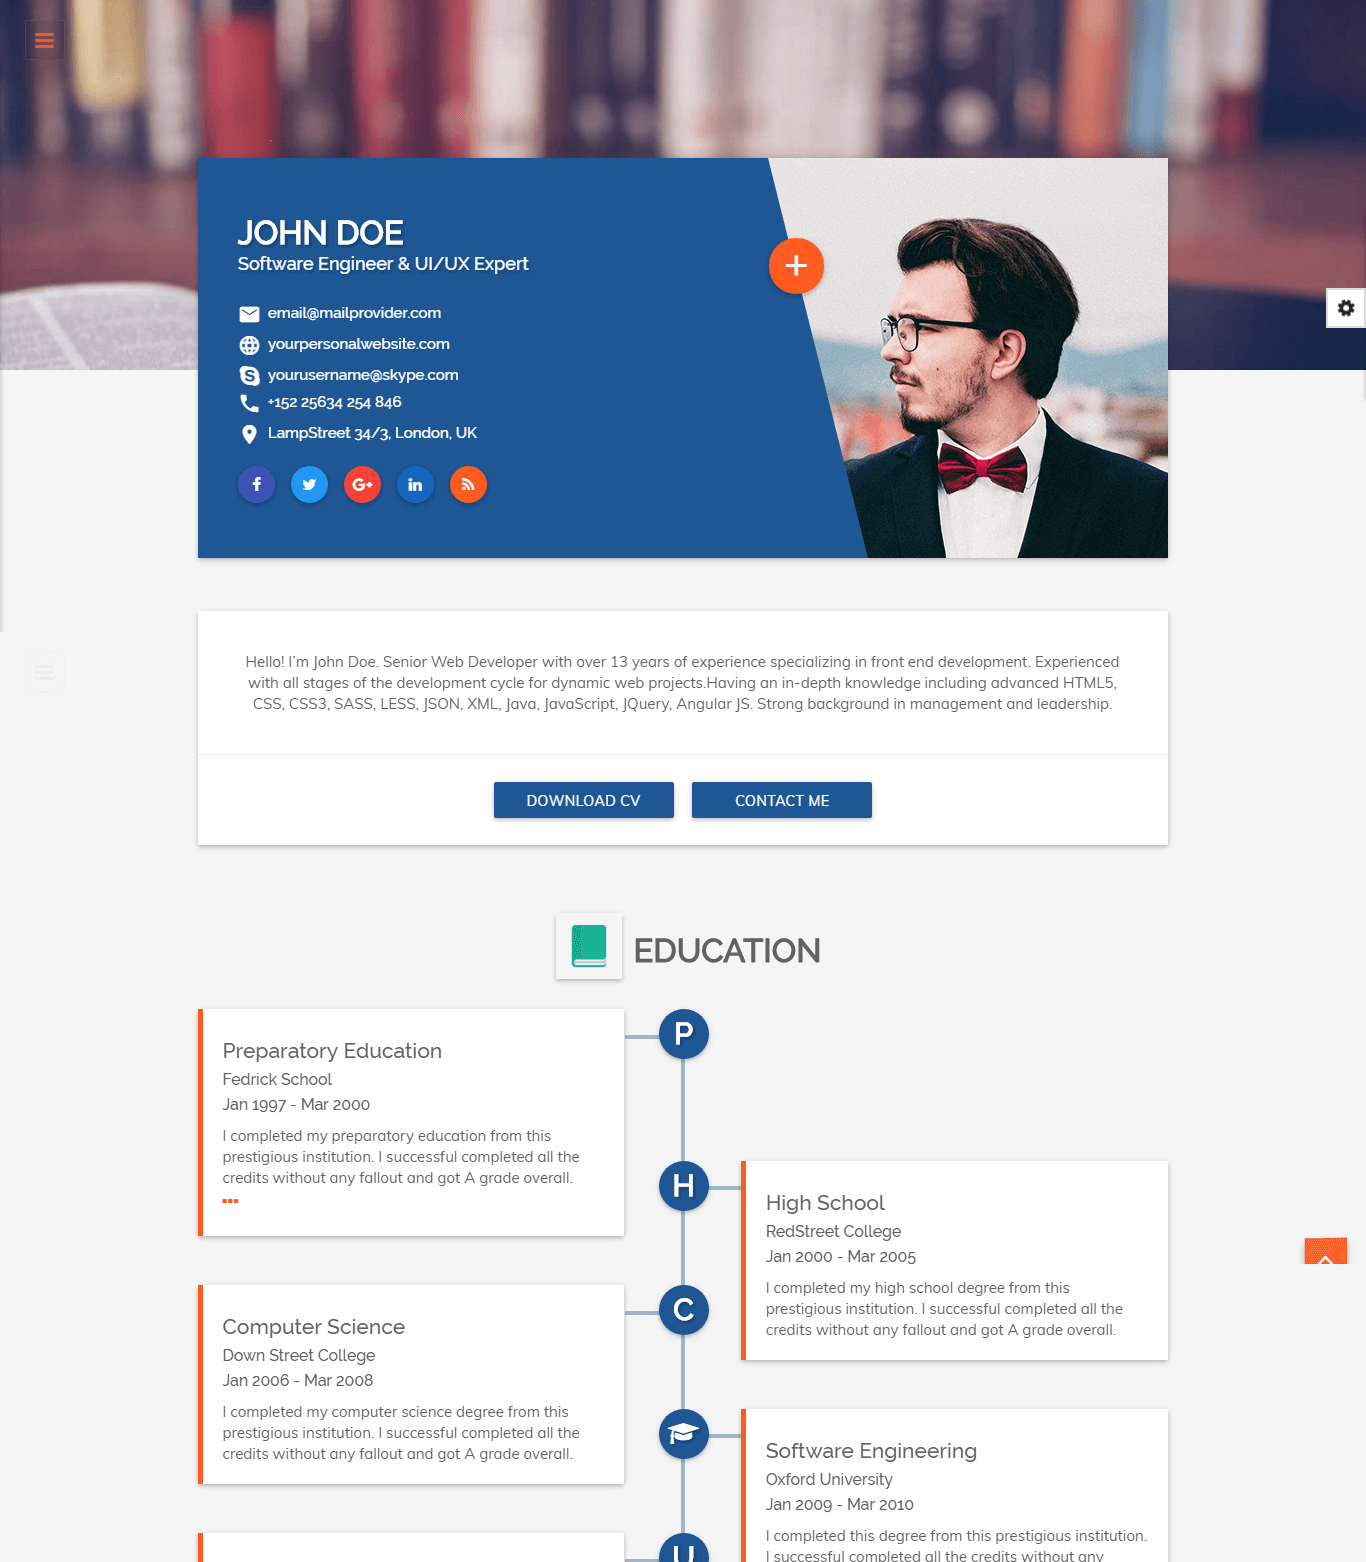 JOHN DOE
Software Engineer & UI/UX Expert
email@mailprovider.com
yourpersonalwebsite.com
yourusername@skype.com
+152 25634 254 846
LampStreet 34/3, London, UK
f
G+
in
Hello! I'm John Doe. Senior Web Developer with over 13 years of experience specializing in front end development. Experienced
with all stages of the development cycle for dynamic web projects.Having an in-depth knowledge including advanced HTML5,
CSS, CSS3, SASS, LESS, JSON, XML, Java, JavaScript, JQuery, Angular JS. Strong background in management and leadership.
DOWNLOAD CV
CONTACT ME
EDUCATION
P
Preparatory Education
Fedrick School
Jan 1997 - Mar 2000
I completed my preparatory education from this
prestigious institution. I successful completed all the
credits without any fallout and got A grade overall.
H
High School
RedStreet College
Jan 2000 - Mar 2005
I completed my high school degree from this
prestigious institution. I successful completed all the
credits without any fallout and got A grade overall.
C
Computer Science
Down Street College
Jan 2006 - Mar 2008
I completed my computer science degree from this
prestigious institution. I successful completed all the
credits without any fallout and got A grade overall.
Software Engineering
Oxford University
Jan 2009 - Mar 2010
I completed this degree from this prestigious institution.
I successful completed all the credits without any
U